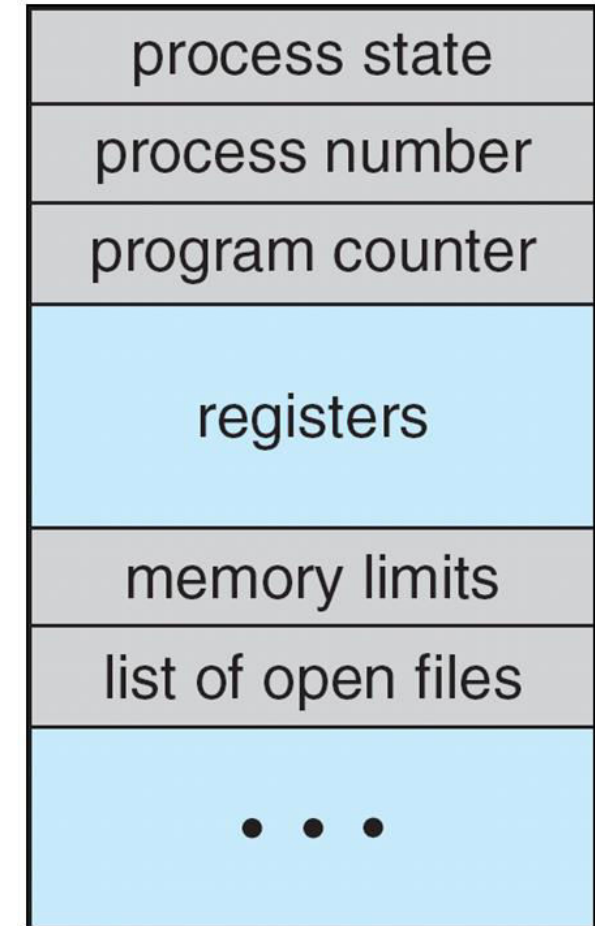 process state
process number
program counter
registers
memory limits
list of open files
• • •